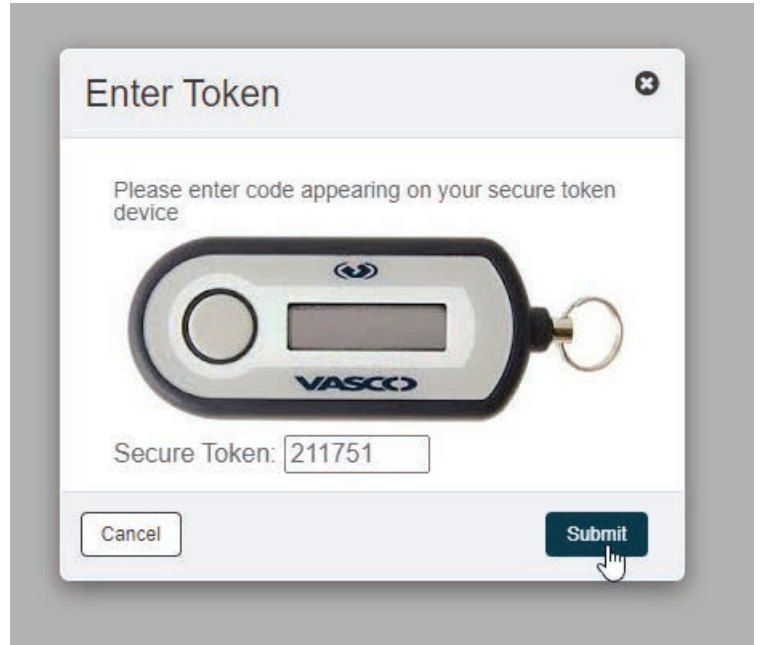 Enter Token
Please enter code appearing on your secure token
device
VASCO
Secure Token: 211751
Cancel
Submit